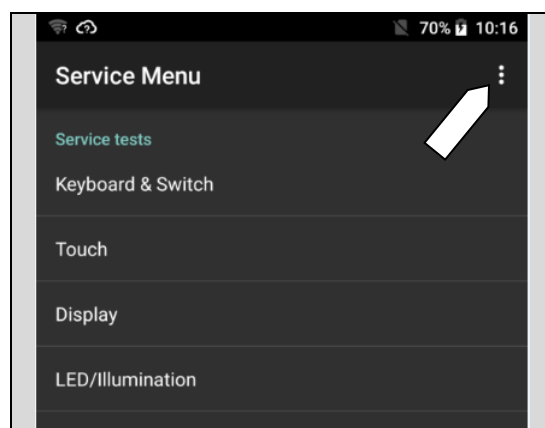 70% 10:16
Service Menu
Service tests
Keyboard & Switch
Touch
Display
LED/Illumination